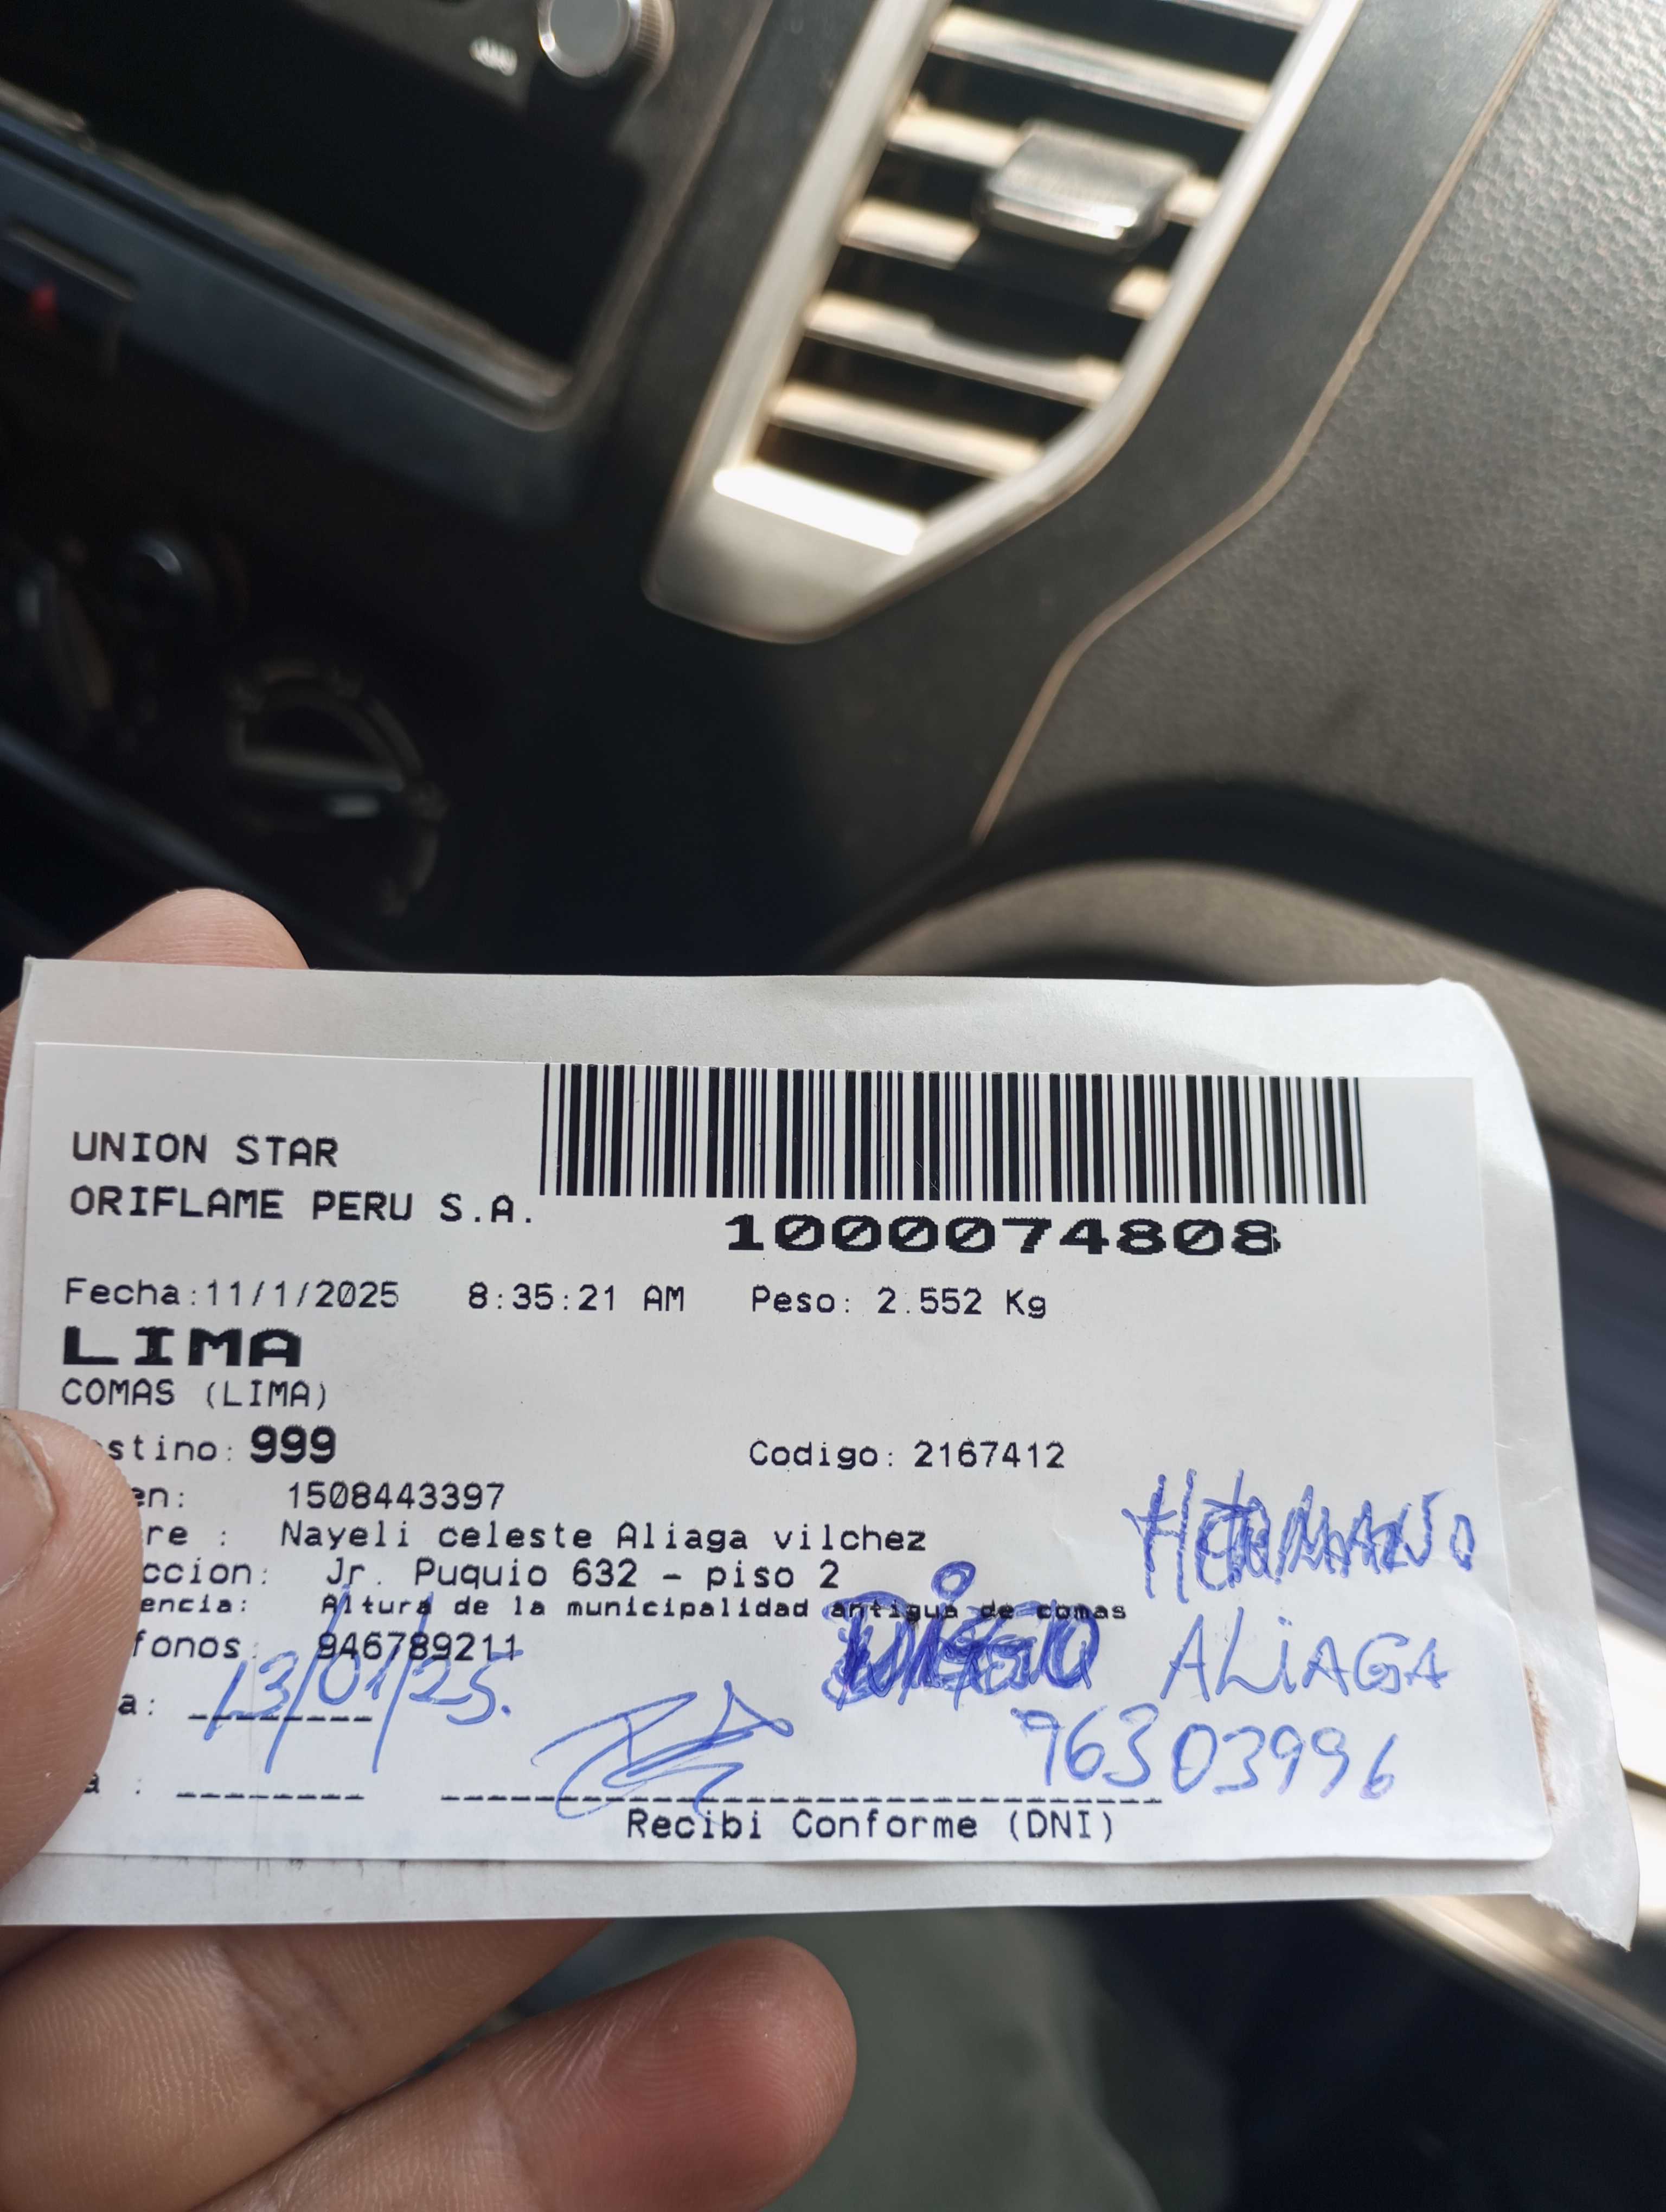 UNION STAR
ORIFLAME PERU S.A.
1000074808
Fecha:11/1/2025 8:35:21 AM Peso: 2.552 Kg
LIMA
COMAS (LIMA)
stino: 999 Codigo: 2167412
en: 1508443397
HERMANO
re : Nayeli celeste Aliaga vilchez
ccion: Jr. Puquio 632 - piso 2
encia: Altura de la municipalidad antigua de comas
DIEGO ALIAGA
fonos: 946789211
a: 13/01/25.
76303996
a :
Recibi Conforme (DNI)